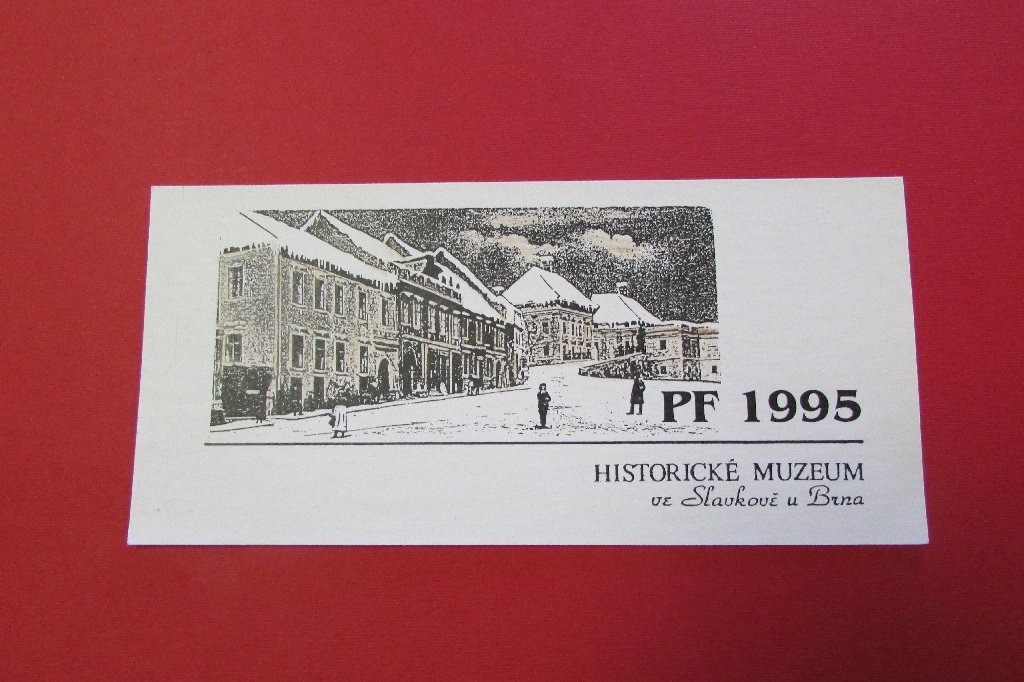 PF 1995
HISTORICKÉ MUZEUM
ve Slavkově u Brna